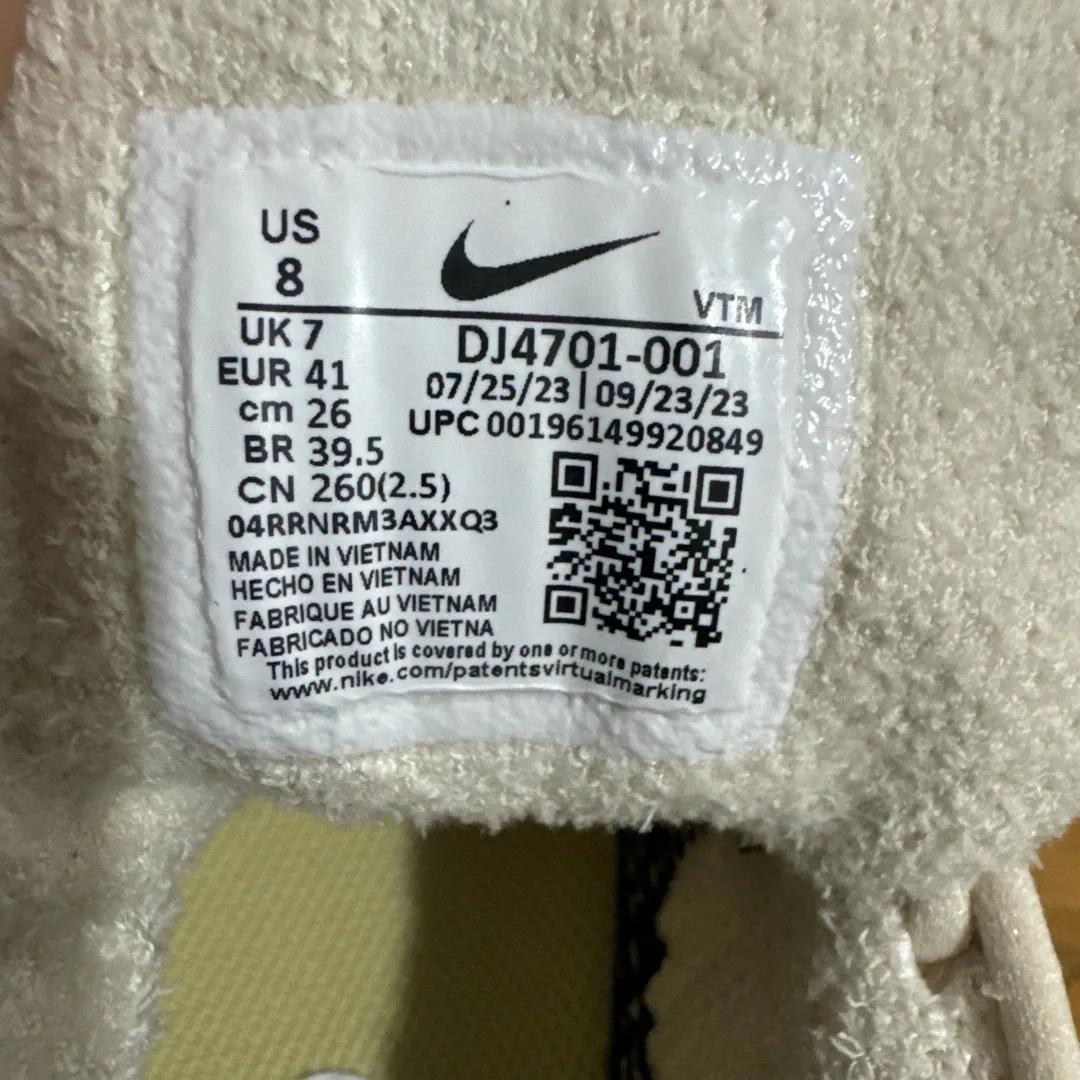 US
8
VTM
UK 7
EUR 41
cm 26
BR 39.5
CN 260(2.5)
04RRNRM3AXXQ3
DJ4701-001
07/25/23|09/23/23
UPC 00196149920849
MADE IN VIETNAM
HECHO EN VIETNAM
FABRIQUE AU VIETNAM
FABRICADO NO VIETNA
This product is covered by one or more patents:
www.nike.com/patentsvirtualmarking